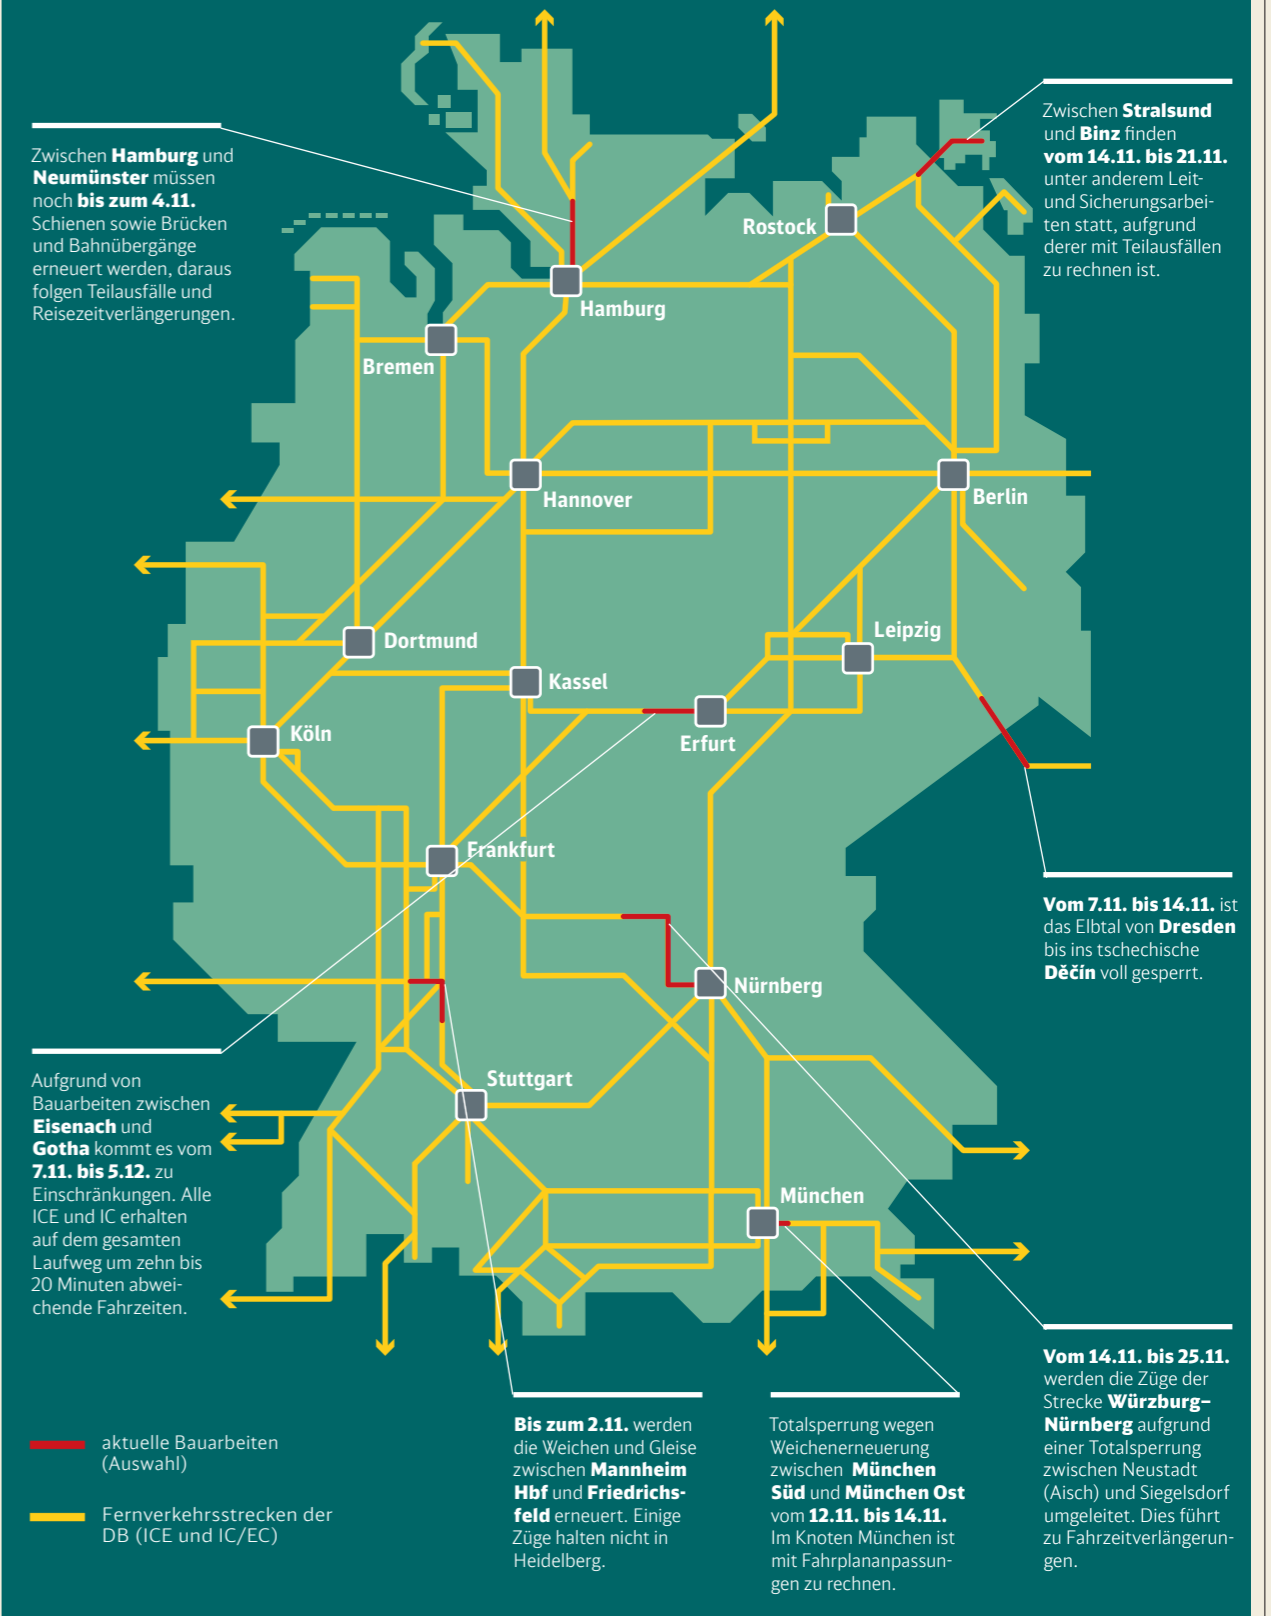 Zwischen Hamburg und
Neumünster müssen
noch bis zum 4.11.
Schienen sowie Brücken
und Bahnübergänge
erneuert werden, daraus
folgen Teilausfälle und
Reisezeitverlängerungen.
Zwischen Stralsund
und Binz finden
vom 14.11. bis 21.11.
unter anderem Leit-
und Sicherungsarbei-
ten statt, aufgrund
derer mit Teilausfällen
zu rechnen ist.
Rostock
Hamburg
Bremen
Hannover
Berlin
Dortmund
Leipzig
Kassel
Köln
Erfurt
Frankfurt
Nürnberg
Stuttgart
München
Vom 7.11. bis 14.11. ist
das Elbtal von Dresden
bis ins tschechische
Děčín voll gesperrt.
Aufgrund von
Bauarbeiten zwischen
Eisenach und
Gotha kommt es vom
7.11. bis 5.12. zu
Einschränkungen. Alle
ICE und IC erhalten
auf dem gesamten
Laufweg um zehn bis
20 Minuten abwei-
chende Fahrzeiten.
aktuelle Bauarbeiten
(Auswahl)
Fernverkehrsstrecken der
DB (ICE und IC/EC)
Bis zum 2.11. werden
die Weichen und Gleise
zwischen Mannheim
Hbf und Friedrichs-
feld erneuert. Einige
Züge halten nicht in
Heidelberg.
Totalsperrung wegen
Weichenerneuerung
zwischen München
Süd und München Ost
vom 12.11. bis 14.11.
Im Knoten München ist
mit Fahrplananpassun-
gen zu rechnen.
Vom 14.11. bis 25.11.
werden die Züge der
Strecke Würzburg–
Nürnberg aufgrund
einer Totalsperrung
zwischen Neustadt
(Aisch) und Siegelsdorf
umgeleitet. Dies führt
zu Fahrzeitverlängerun-
gen.